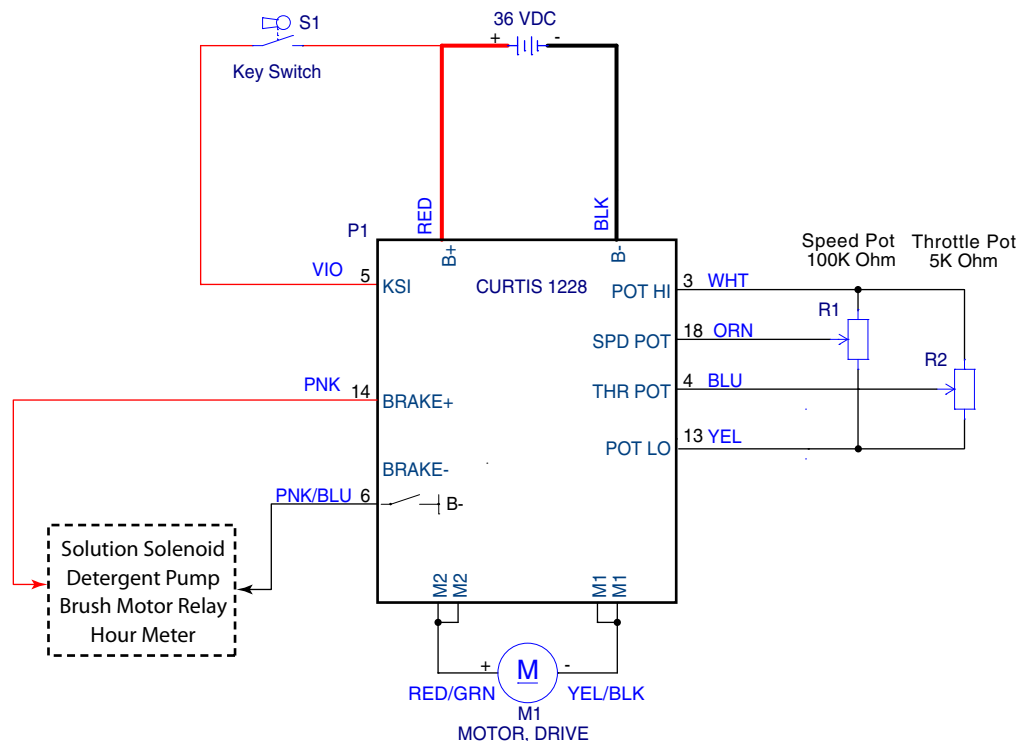 S1
Key Switch
36 VDC
+ -
RED
BLK
P1
B+
B-
VIO
5
KSI
CURTIS 1228
Speed Pot
100K Ohm
Throttle Pot
5K Ohm
POT HI
3
WHT
R1
SPD POT
18
ORN
R2
THR POT
4
BLU
POT LO
13
YEL
PNK
14
BRAKE+
BRAKE-
PNK/BLU
6
B-
Solution Solenoid
Detergent Pump
Brush Motor Relay
Hour Meter
M2
M2
M1
M1
+
M
-
RED/GRN
YEL/BLK
M1
MOTOR, DRIVE